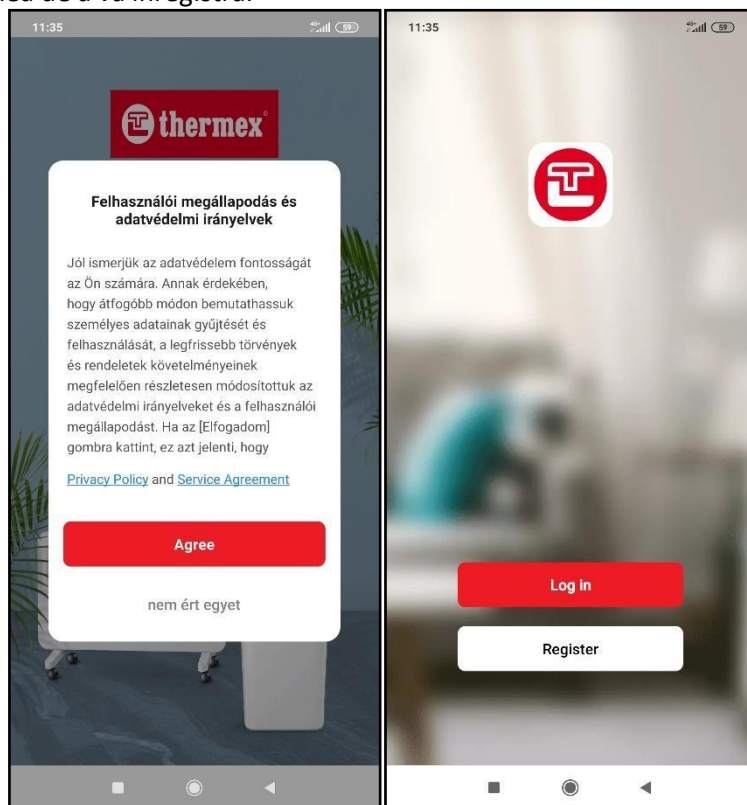 11:35
59
thermex
Felhasználói megállapodás és
adatvédelmi irányelvek
Jól ismerjük az adatvédelem fontosságát
az Ön számára. Annak érdekében,
hogy átfogóbb módon bemutathassuk
személyes adatainak gyűjtését és
felhasználását, a legfrissebb törvények
és rendeletek követelményeinek
megfelelően részletesen módosítottuk az
adatvédelmi irányelveket és a felhasználói
megállapodást. Ha az [Elfogadom]
gombra kattint, ez azt jelenti, hogy
Privacy Policy and Service Agreement
Agree
nem ért egyet
11:35
59
Log in
Register